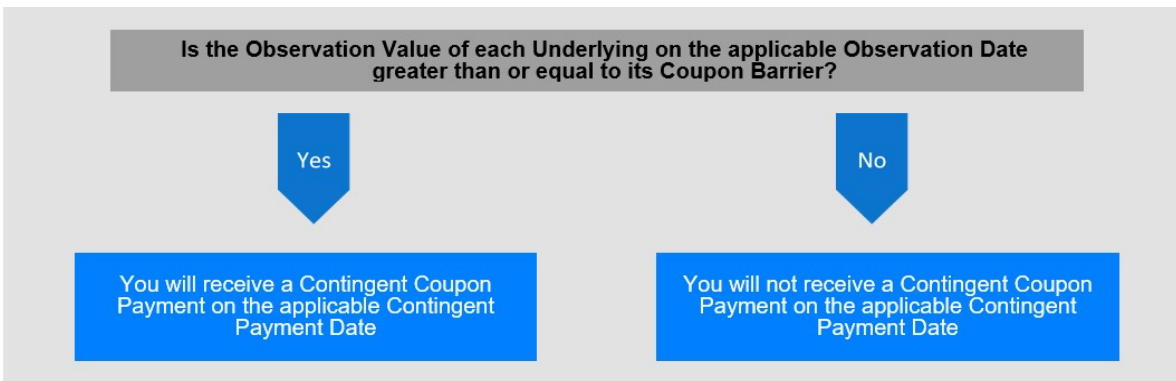 Is the Observation Value of each Underlying on the applicable Observation Date
greater than or equal to its Coupon Barrier?
Yes
No
You will receive a Contingent Coupon
Payment on the applicable Contingent
Payment Date
You will not receive a Contingent Coupon
Payment on the applicable Contingent
Payment Date